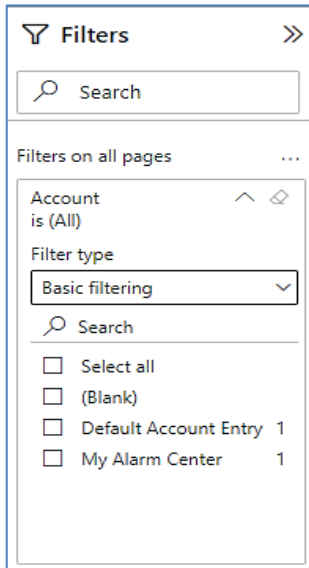 Filters
Search
Filters on all pages
...
Account
is (All)
Filter type
Basic filtering
Search
Select all
(Blank)
Default Account Entry 1
My Alarm Center 1